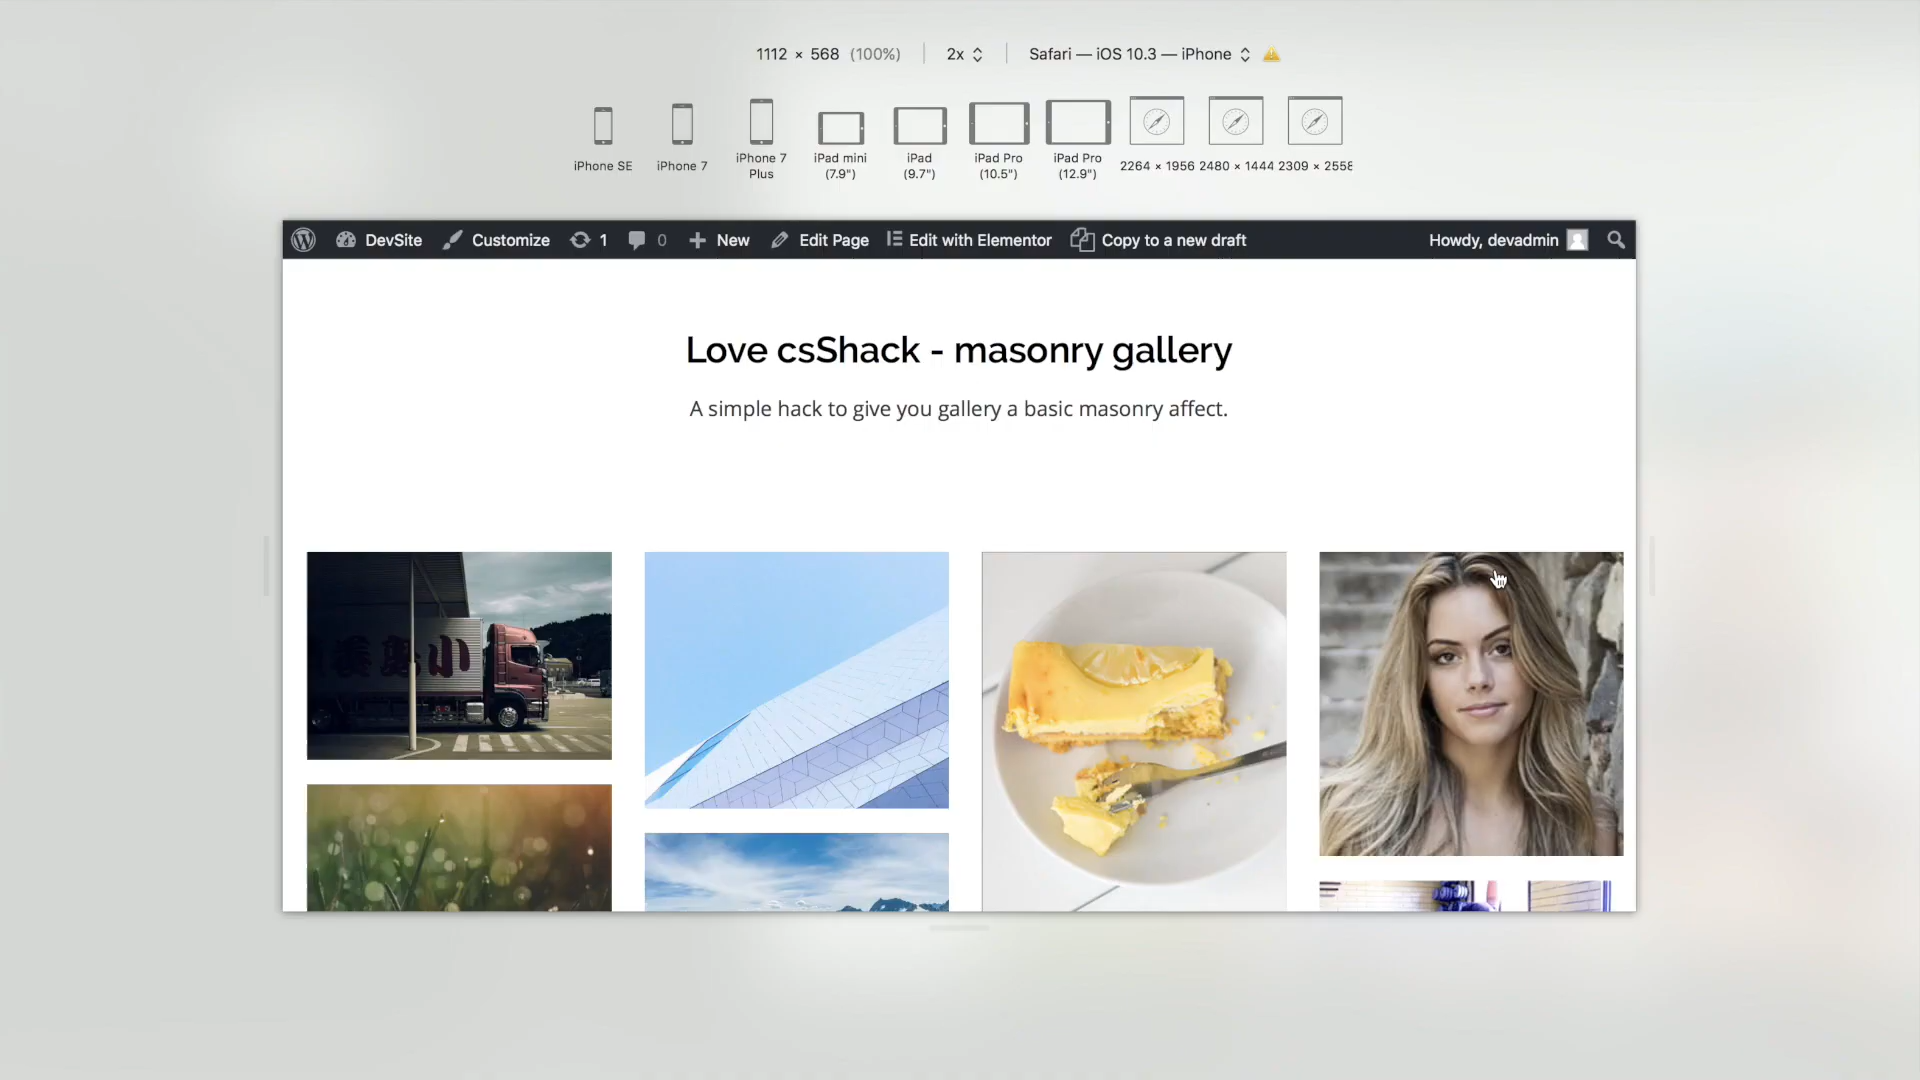 1112 × 568 (100%) 2x Safari — iOS 10.3 — iPhone
iPhone SE
iPhone 7
iPhone 7
Plus
iPad mini
(7.9")
iPad
(9.7")
iPad Pro
(10.5")
iPad Pro
(12.9")
2264 × 1956
2480 × 1444
2309 × 2558
DevSite Customize 1 0 New Edit Page Edit with Elementor Copy to a new draft Howdy, devadmin
Love csShack - masonry gallery
A simple hack to give you gallery a basic masonry affect.